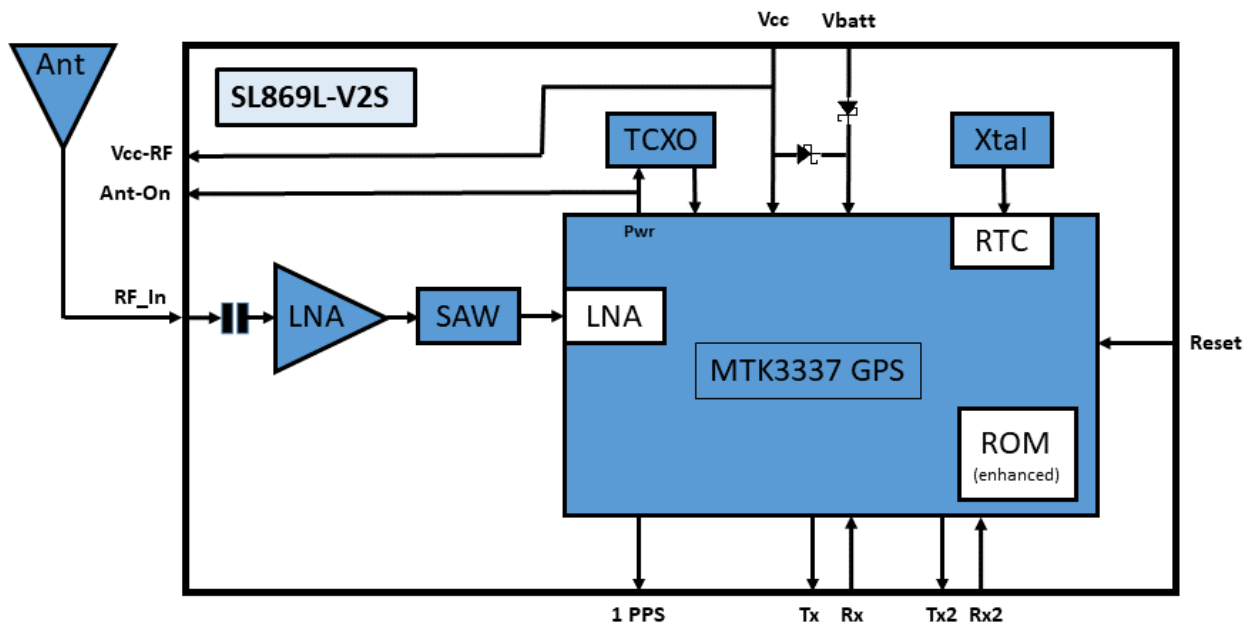 Vcc Vbatt
Ant
SL869L-V2S
TCXO
Xtal
Vcc-RF
Ant-On
Pwr
RTC
RF_In
LNA
SAW
LNA
Reset
MTK3337 GPS
ROM
(enhanced)
1 PPS Tx Rx Tx2 Rx2